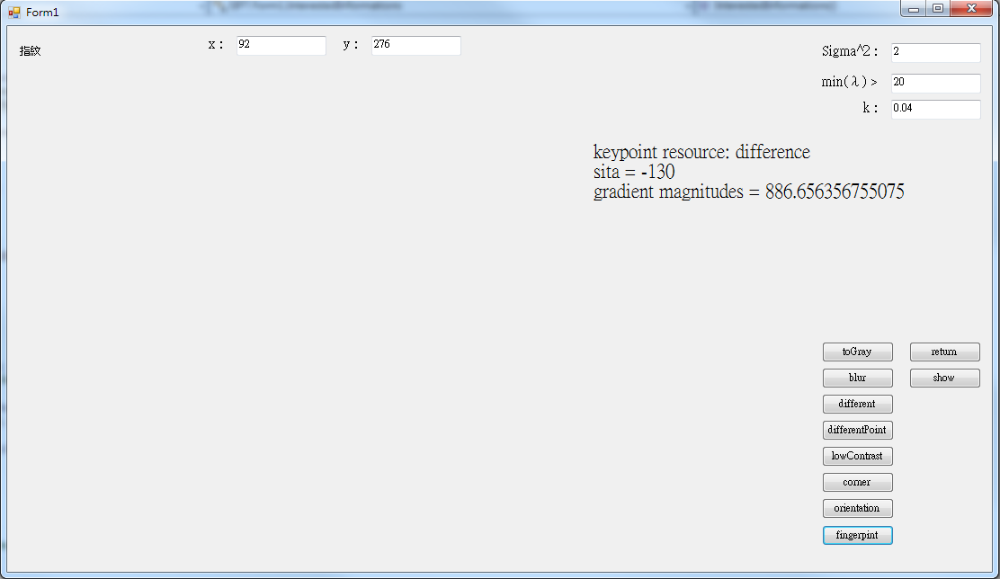 Form1
指紋
x : 92 y : 276
Sigma^2 : 2
min(λ) > 20
k : 0.04
keypoint resource: difference
sita = -130
gradient magnitudes = 886.656356755075
toGray return
blur show
different
differentPoint
lowContrast
corner
orientation
fingerpint